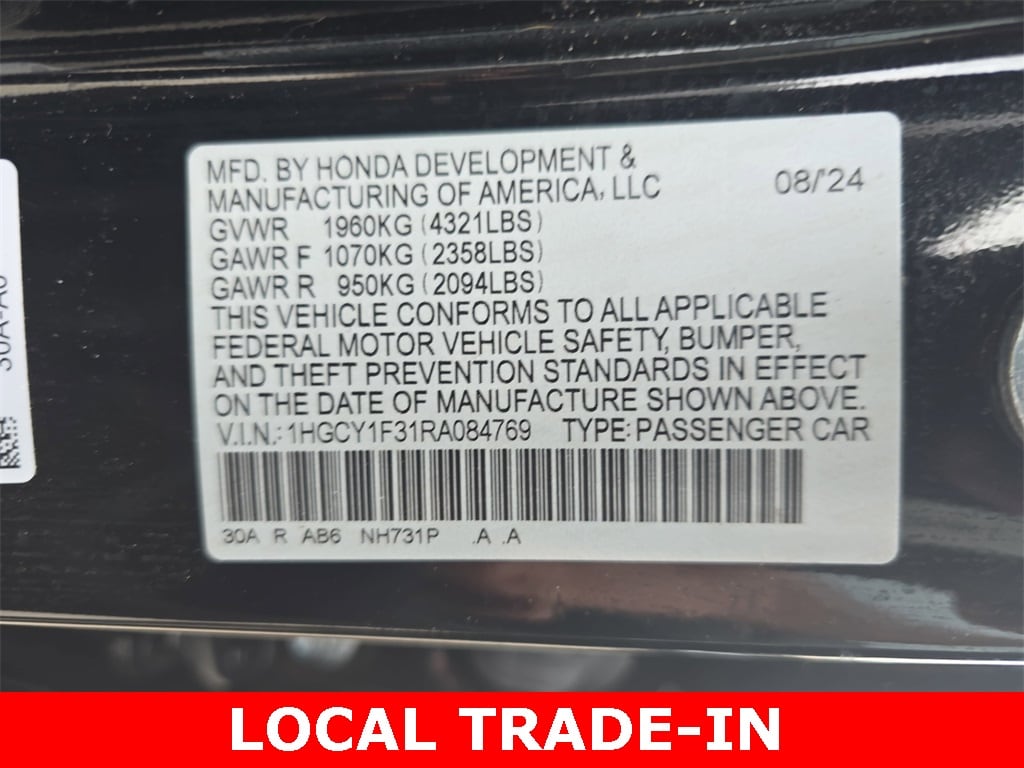 MFD. BY HONDA DEVELOPMENT &
MANUFACTURING OF AMERICA, LLC 08/'24
GVWR 1960KG (4321LBS)
GAWR F 1070KG (2358LBS)
GAWR R 950KG (2094LBS)
THIS VEHICLE CONFORMS TO ALL APPLICABLE
FEDERAL MOTOR VEHICLE SAFETY, BUMPER,
AND THEFT PREVENTION STANDARDS IN EFFECT
ON THE DATE OF MANUFACTURE SHOWN ABOVE.
V.I.N.: 1HGCY1F31RA084769 TYPE: PASSENGER CAR
30A R AB6 NH731P .A .A
LOCAL TRADE-IN